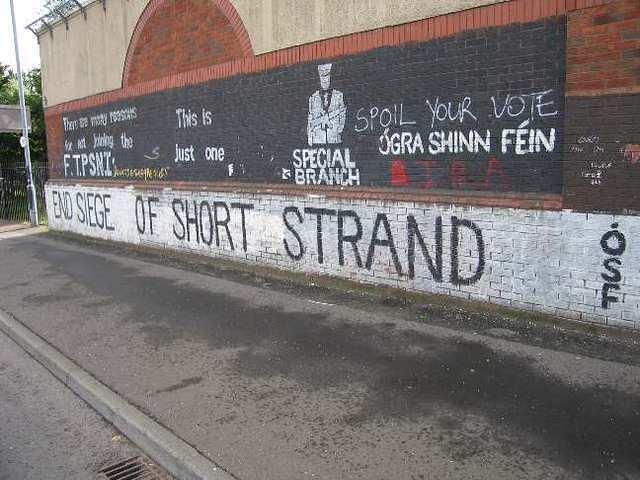 There are many reasons
for not joining the
F.T.P.S.N.I:
This is
just one
SPECIAL
BRANCH
SPOIL YOUR VOTE
ÓGRA SHINN FÉIN
END SIEGE OF SHORT STRAND
ÓSF